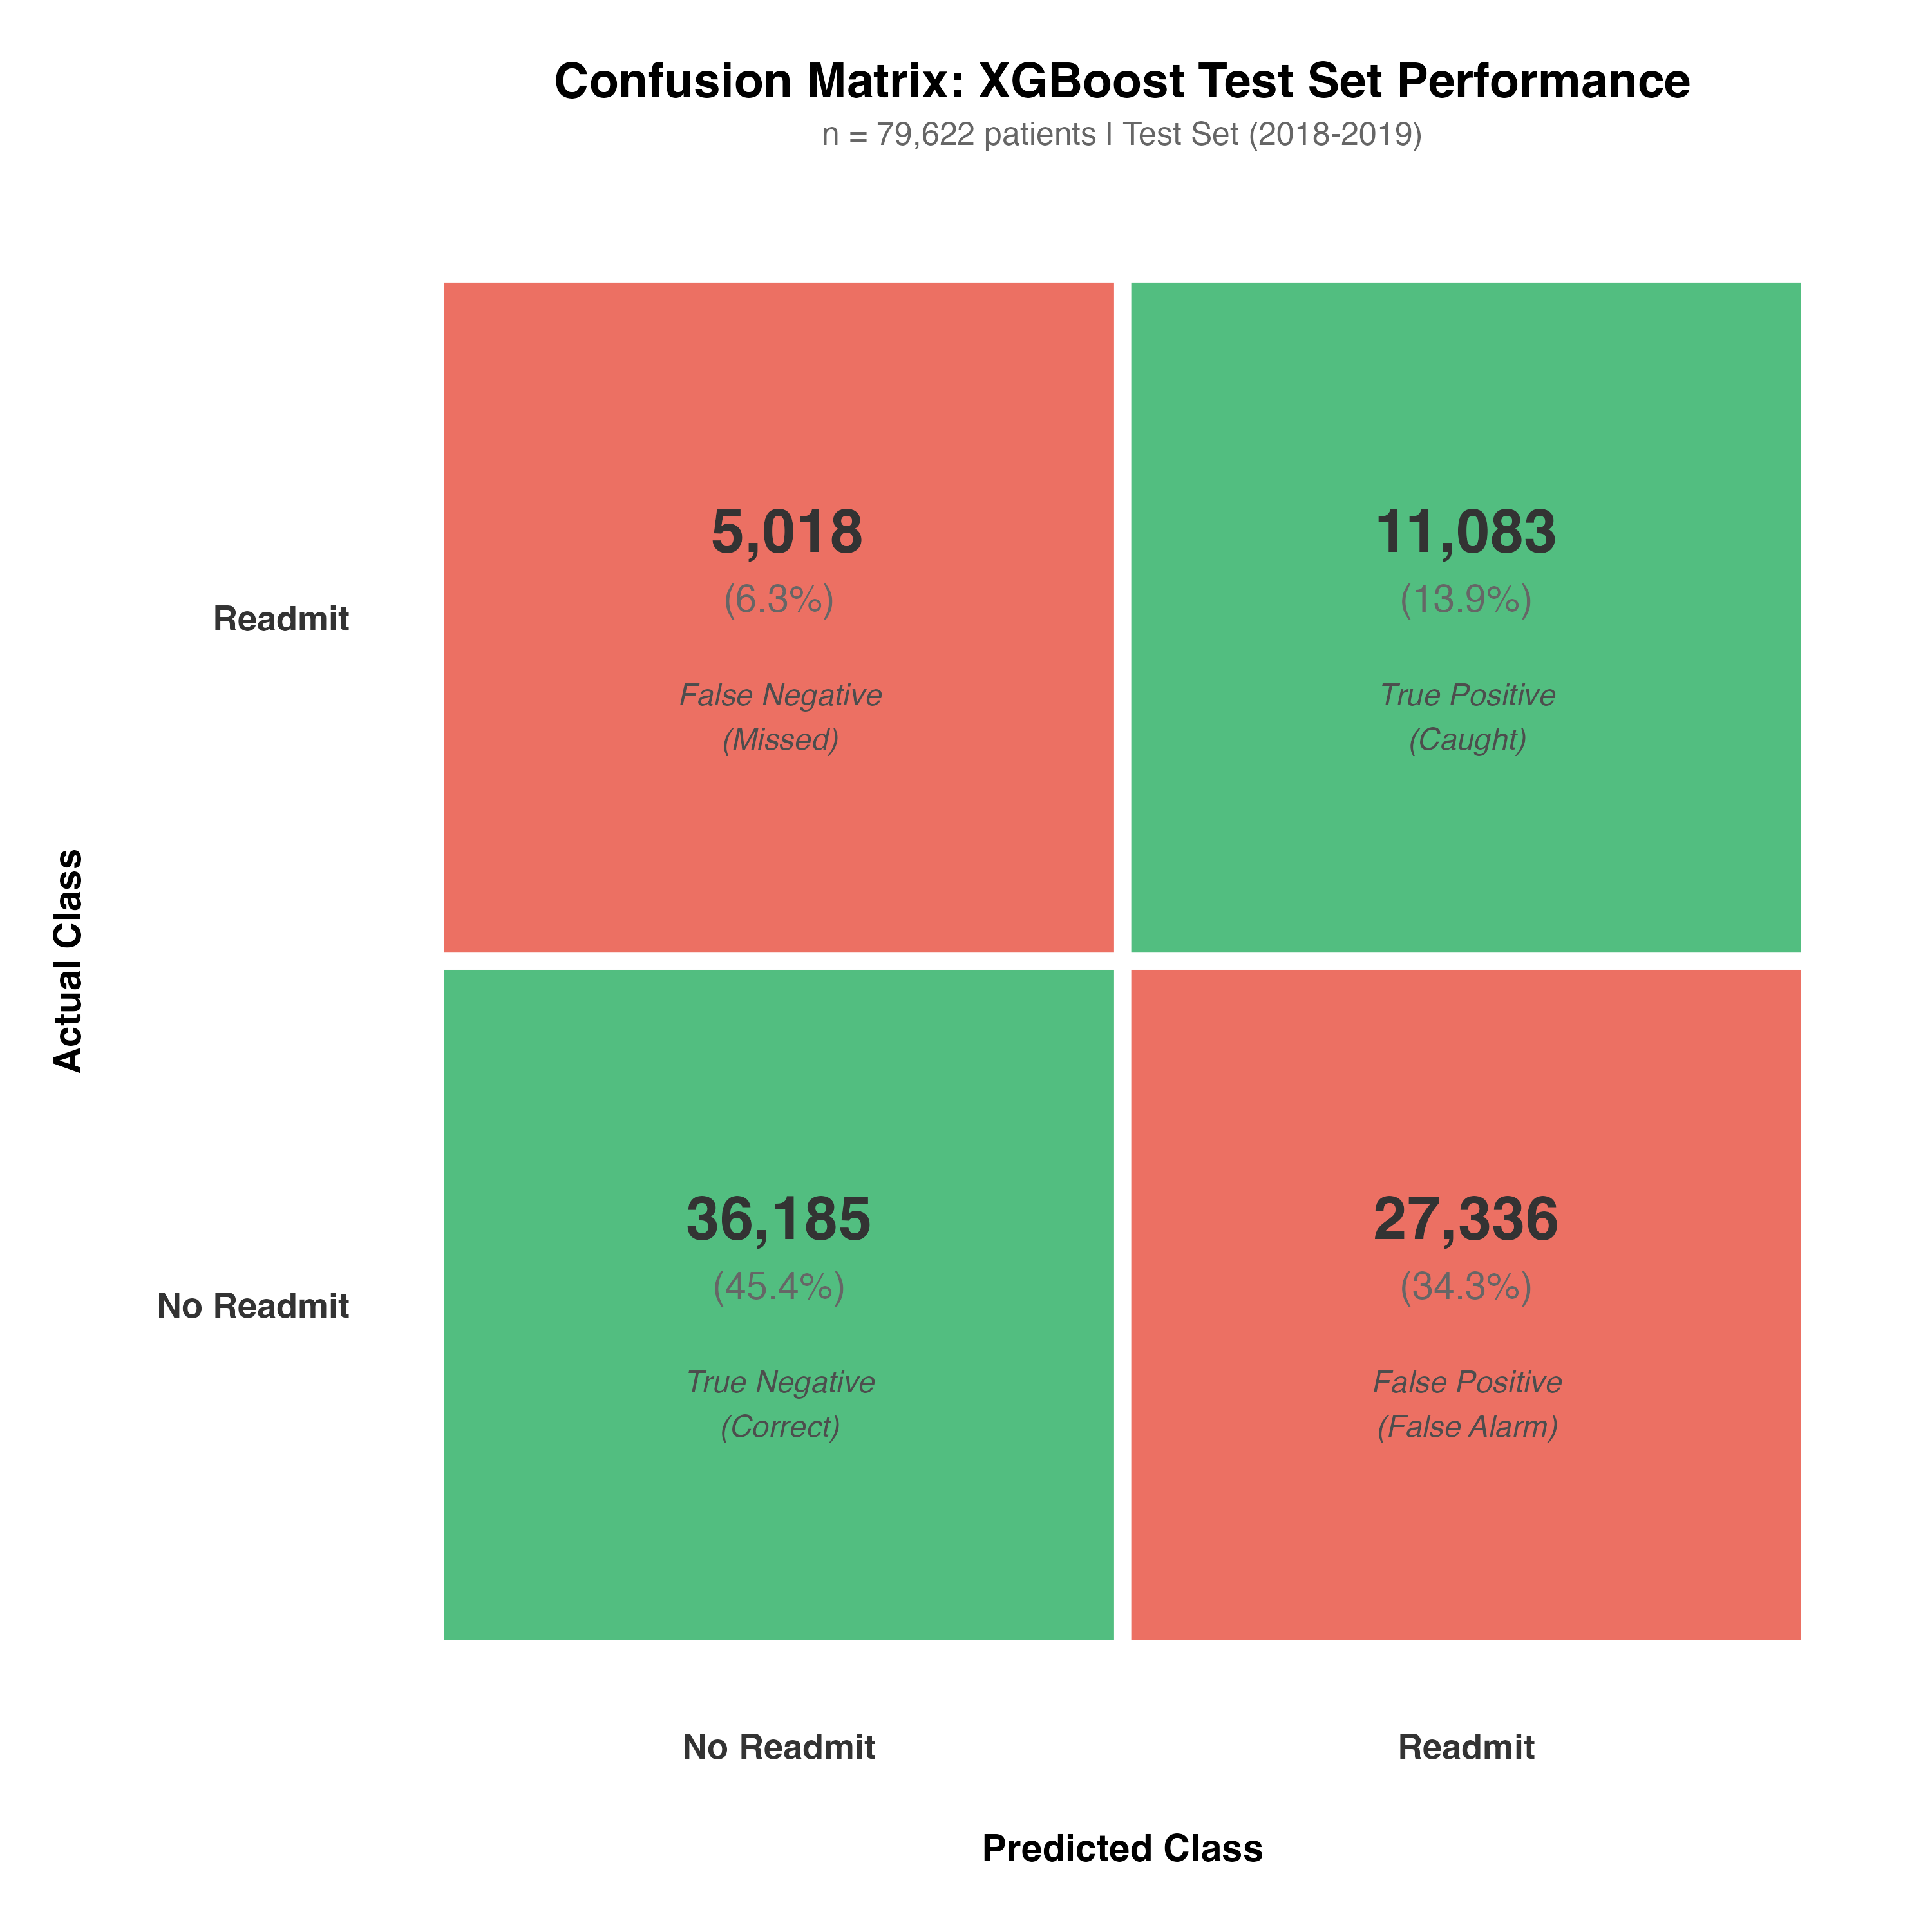 Confusion Matrix: XGBoost Test Set Performance
n = 79,622 patients | Test Set (2018-2019)
Actual Class
Readmit
5,018
(6.3%)
False Negative
(Missed)
11,083
(13.9%)
True Positive
(Caught)
No Readmit
36,185
(45.4%)
True Negative
(Correct)
27,336
(34.3%)
False Positive
(False Alarm)
No Readmit
Readmit
Predicted Class